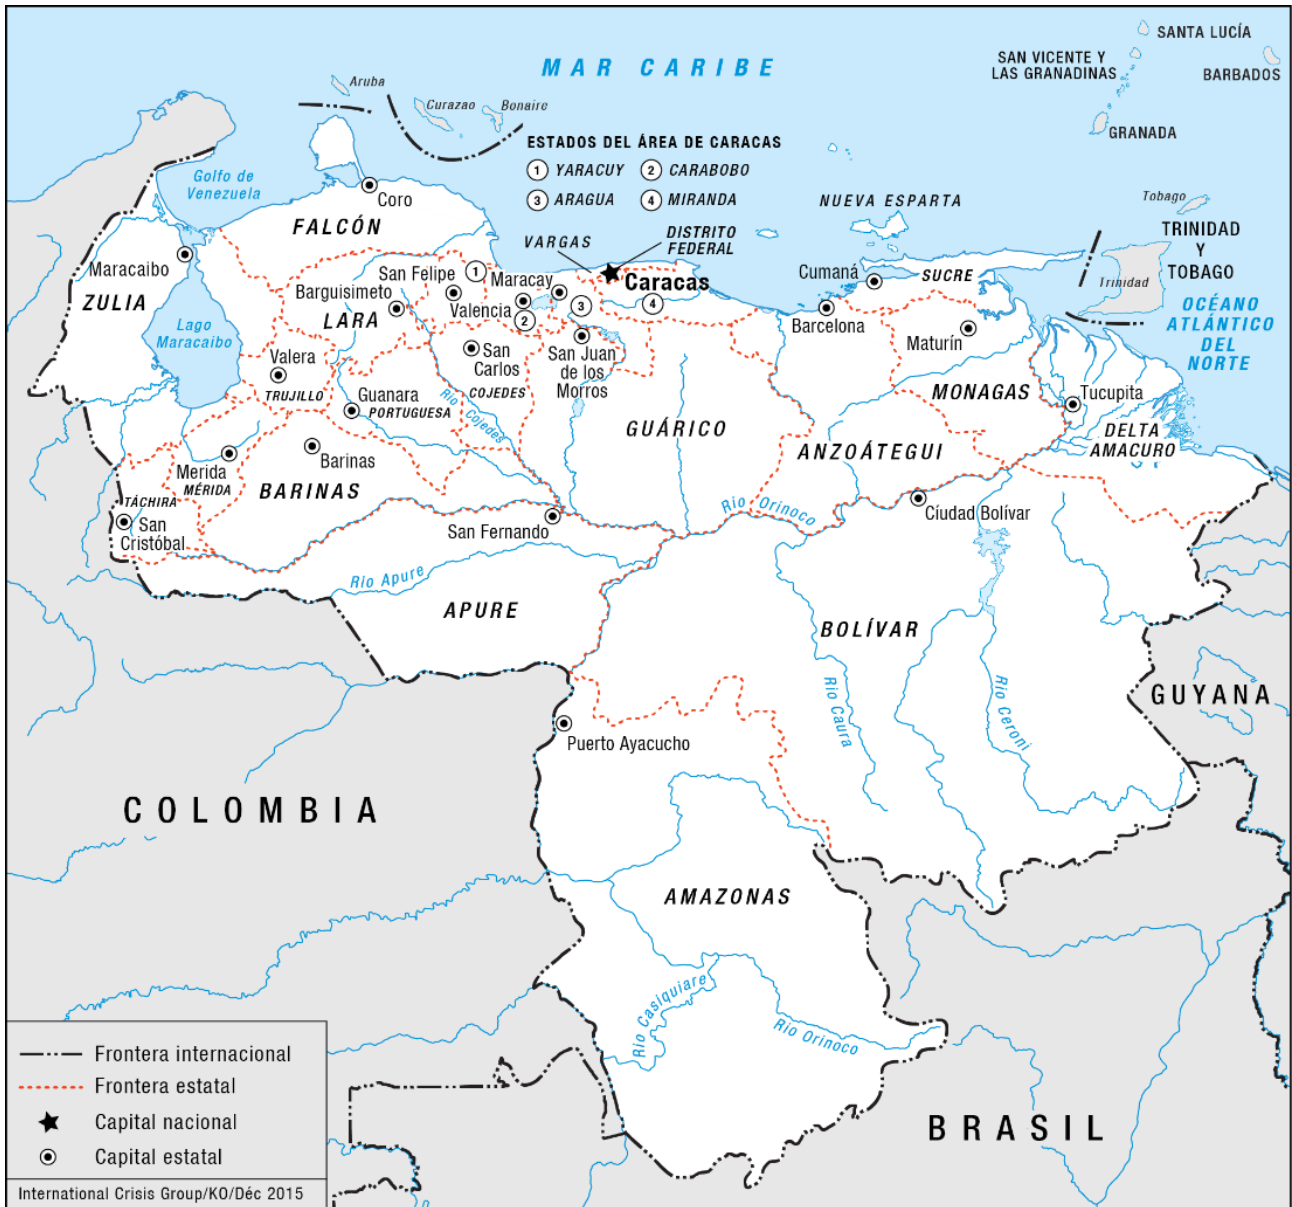 SANTA LUCÍA
SAN VICENTE Y
LAS GRANADINAS
BARBADOS
GRANADA
MAR CARIBE
Aruba
Curazao
Bonaire
ESTADOS DEL ÁREA DE CARACAS
1 YARACUY
2 CARABOBO
3 ARAGUA
4 MIRANDA
Golfo de
Venezuela
Coro
FALCÓN
NUEVA ESPARTA
Tobago
TRINIDAD
Y
TOBAGO
Trinidad
VARGAS
DISTRITO
FEDERAL
Maracaibo
ZULIA
San Felipe
1
Maracay
Caracas
Cumaná
SUCRE
OCÉANO
ATLÁNTICO
DEL
NORTE
Barguisimeto
LARA
Valencia
2
3
4
Barcelona
Maturín
Lago
Maracaibo
Valera
TRUJILLO
San
Carlos
COJEDES
San Juan
de los
Morros
Guanara
PORTUGUESA
Rio Cojedes
GUÁRICO
MONAGAS
Tucupita
DELTA
AMACURO
ANZOÁTEGUI
Merida
MÉRIDA
Barinas
BARINAS
TÁCHIRA
San
Cristóbal
San Fernando
Rio Orinoco
Cíudad Bolívar
Rio Apure
APURE
BOLÍVAR
Rio Caura
Rio Ceroni
GUYANA
Puerto Ayacucho
COLOMBIA
AMAZONAS
Rio Casiquiare
Rio Orinoco
BRASIL
Frontera internacional
Frontera estatal
Capital nacional
Capital estatal
International Crisis Group/KO/Déc 2015